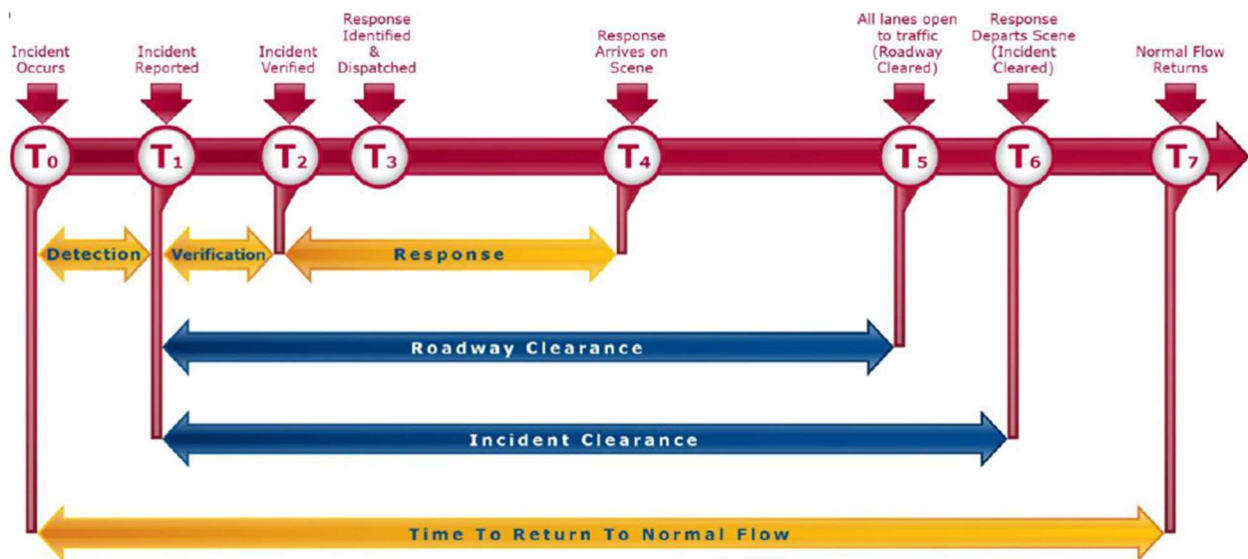 Incident
Occurs
Incident
Reported
Incident
Verified
Response
Identified
&
Dispatched
Response
Arrives on
Scene
All lanes open
to traffic
(Roadway
Cleared)
Response
Departs Scene
(Incident
Cleared)
Normal Flow
Returns
T0
T1
T2
T3
T4
T5
T6
T7
Detection
Verification
Response
Roadway Clearance
Incident Clearance
Time To Return To Normal Flow